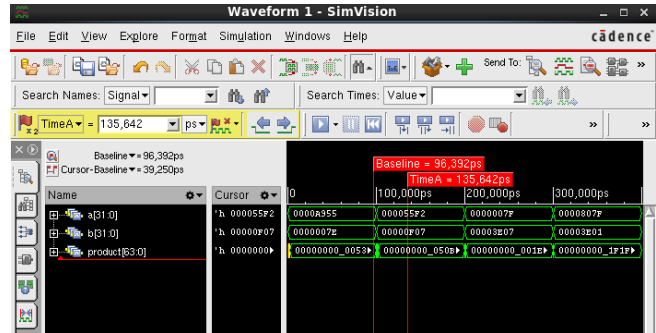 Waveform 1 - SimVision
File Edit View Explore Format Simulation Windows Help cādence
Send To:
Search Names: Signal Search Times: Value
x2 TimeA = 135,642 ps
Baseline = 96,392ps
Cursor-Baseline = 39,250ps
Baseline = 96,392ps
TimeA = 135,642ps
Name Cursor 0 100,000ps 200,000ps 300,000ps
a[31:0] 'h 000055F2 0000A955 000055F2 0000007F 0000807F
b[31:0] 'h 00000F07 0000007E 00000F07 00003E07 00003E01
product[63:0] 'h 0000000 00000000_0053 00000000_050B 00000000_001E 00000000_1F1F